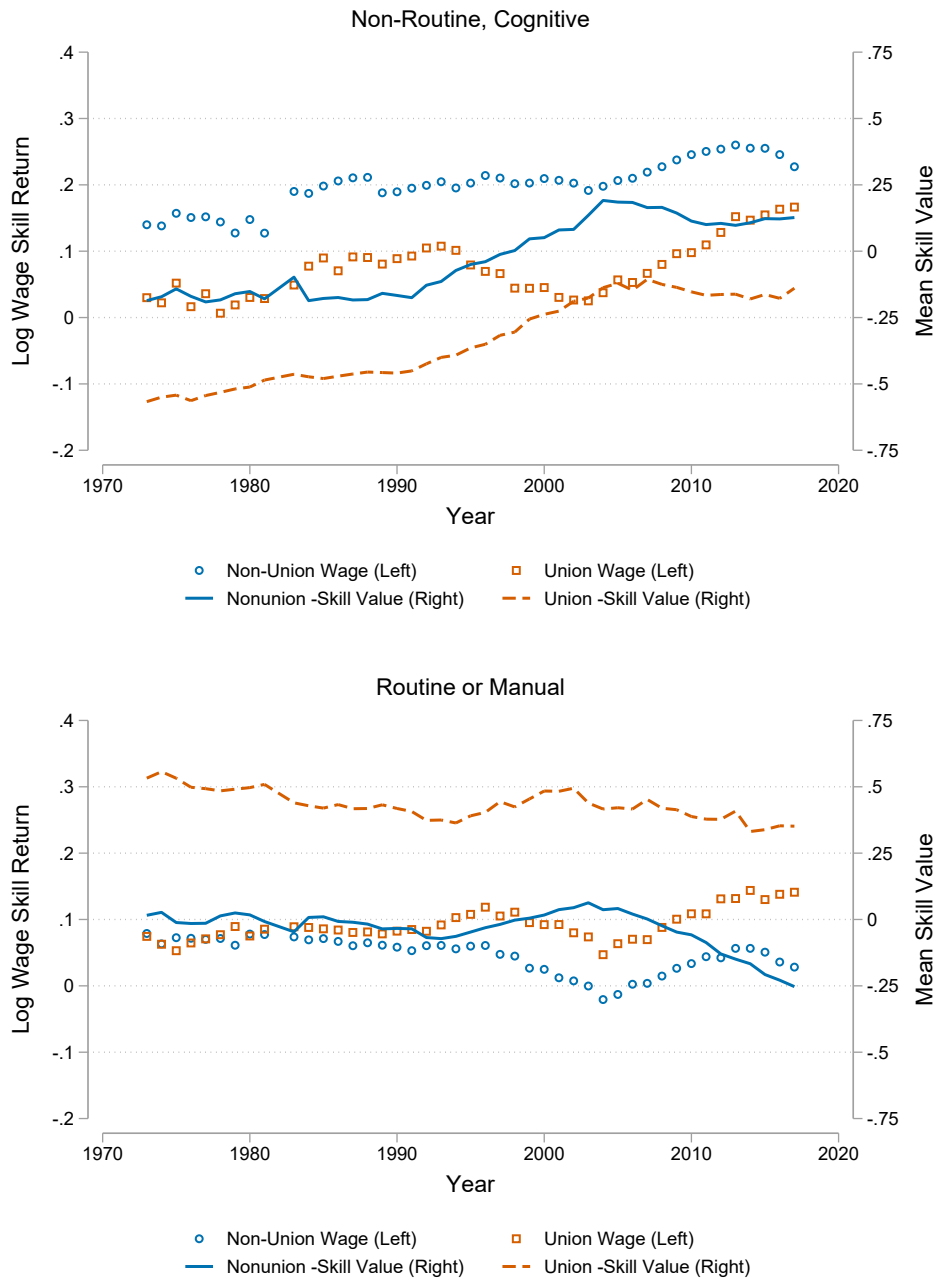 Non-Routine, Cognitive
.4 .75
.3 .5
.2 .25
.1 0
0 -.25
-.1 -.5
-.2 -.75
Log Wage Skill Return
Mean Skill Value
1970 1980 1990 2000 2010 2020
Year
Non-Union Wage (Left) Union Wage (Left)
Nonunion -Skill Value (Right) Union -Skill Value (Right)
Routine or Manual
.4 .75
.3 .5
.2 .25
.1 0
0 -.25
-.1 -.5
-.2 -.75
Log Wage Skill Return
Mean Skill Value
1970 1980 1990 2000 2010 2020
Year
Non-Union Wage (Left) Union Wage (Left)
Nonunion -Skill Value (Right) Union -Skill Value (Right)